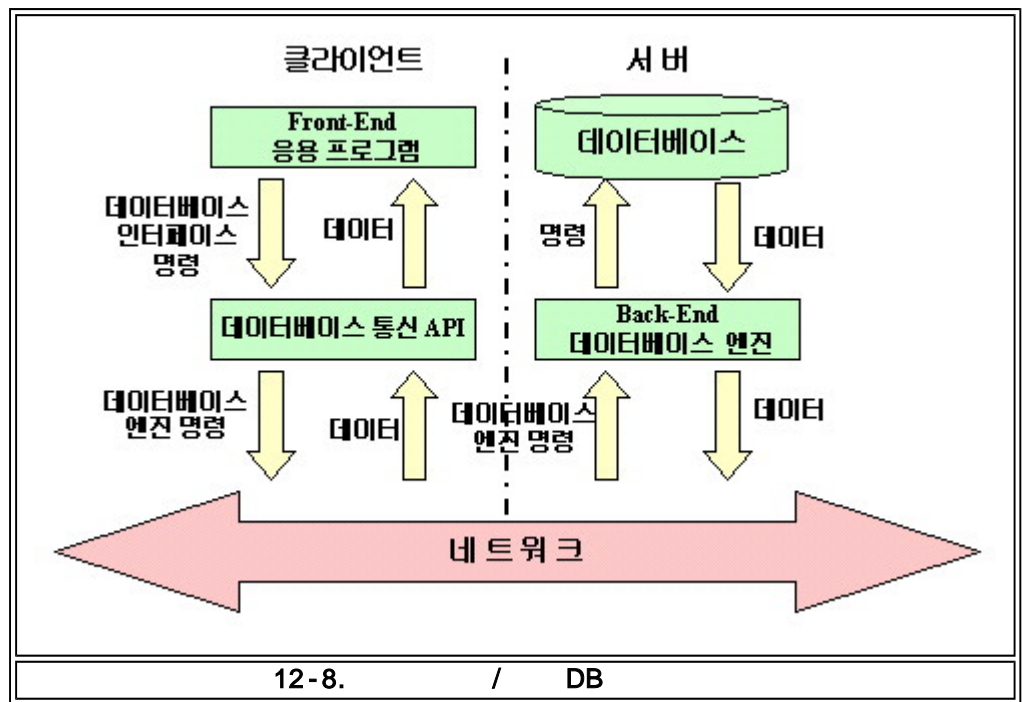 클라이언트
서 버
Front-End
응용 프로그램
데이터베이스
데이터베이스
인터페이스
명령
데이터
명령
데이터
데이터베이스 통신 API
Back-End
데이터베이스 엔진
데이터베이스
엔진 명령
데이터
데이터베이스
엔진 명령
데이터
네 트 워 크
12-8. / DB